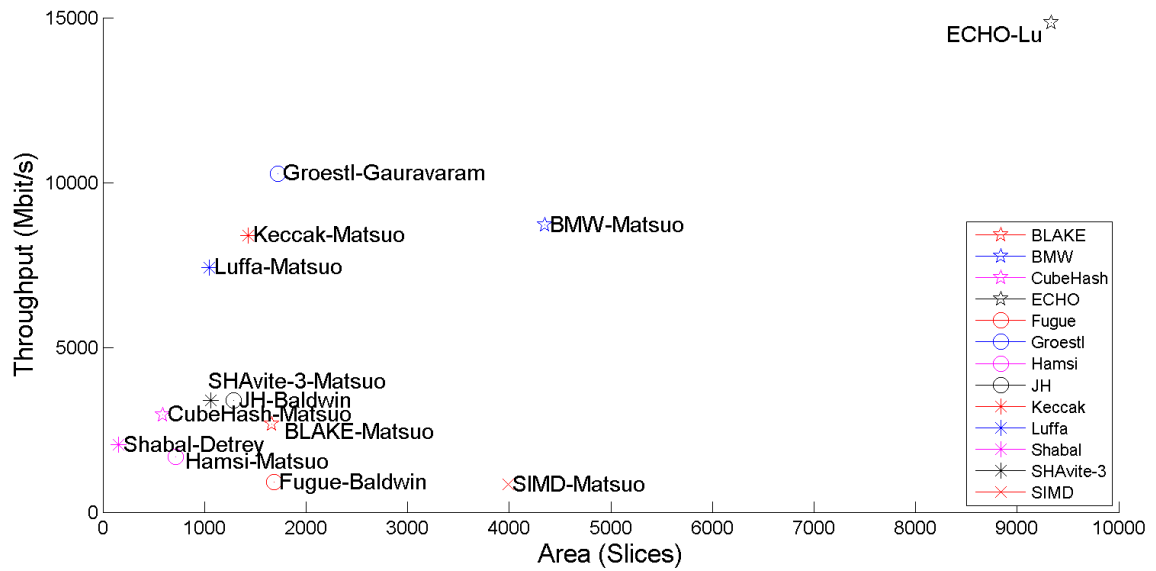 15000
ECHO-Lu
Throughput (Mbit/s)
10000
Groestl-Gauravaram
BMW-Matsuo
Keccak-Matsuo
Luffa-Matsuo
5000
SHAvite-3-Matsuo
JH-Baldwin
CubeHash-Matsuo
BLAKE-Matsuo
Shabal-Detrey
Hamsi-Matsuo
Fugue-Baldwin
SIMD-Matsuo
BLAKE
BMW
CubeHash
ECHO
Fugue
Groestl
Hamsi
JH
Keccak
Luffa
Shabal
SHAvite-3
SIMD
0
0 1000 2000 3000 4000 5000 6000 7000 8000 9000 10000
Area (Slices)